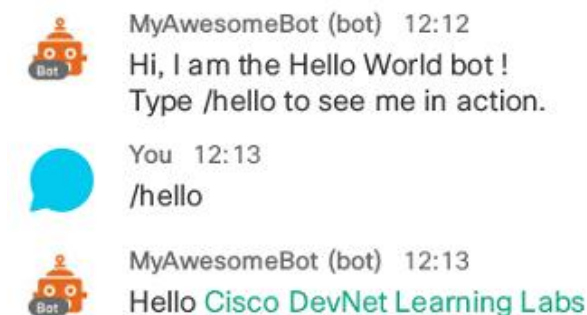 MyAwesomeBot (bot) 12:12
Bot
Hi, I am the Hello World bot !
Type /hello to see me in action.
You 12:13
/hello
MyAwesomeBot (bot) 12:13
Bot
Hello Cisco DevNet Learning Labs